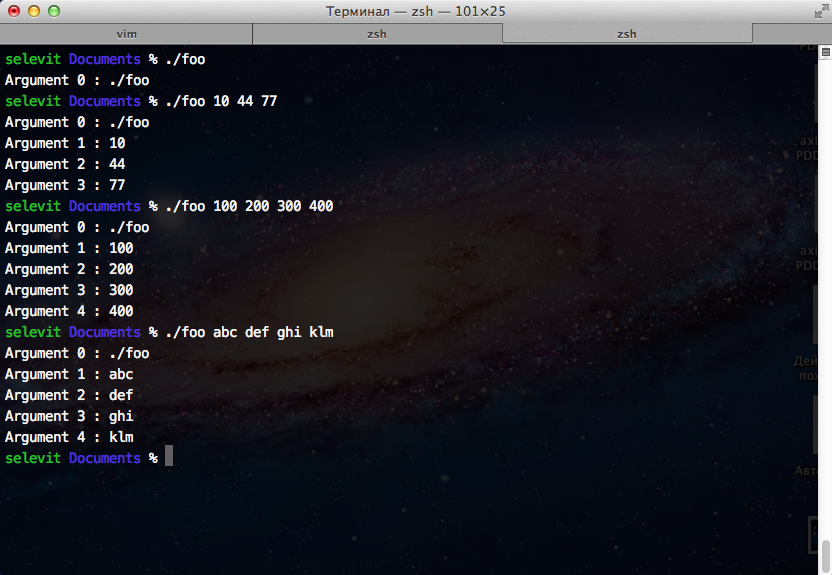 Терминал — zsh — 101×25
vim zsh zsh
selevit Documents % ./foo
Argument 0 : ./foo
selevit Documents % ./foo 10 44 77
Argument 0 : ./foo
Argument 1 : 10
Argument 2 : 44
Argument 3 : 77
selevit Documents % ./foo 100 200 300 400
Argument 0 : ./foo
Argument 1 : 100
Argument 2 : 200
Argument 3 : 300
Argument 4 : 400
selevit Documents % ./foo abc def ghi klm
Argument 0 : ./foo
Argument 1 : abc
Argument 2 : def
Argument 3 : ghi
Argument 4 : klm
selevit Documents %